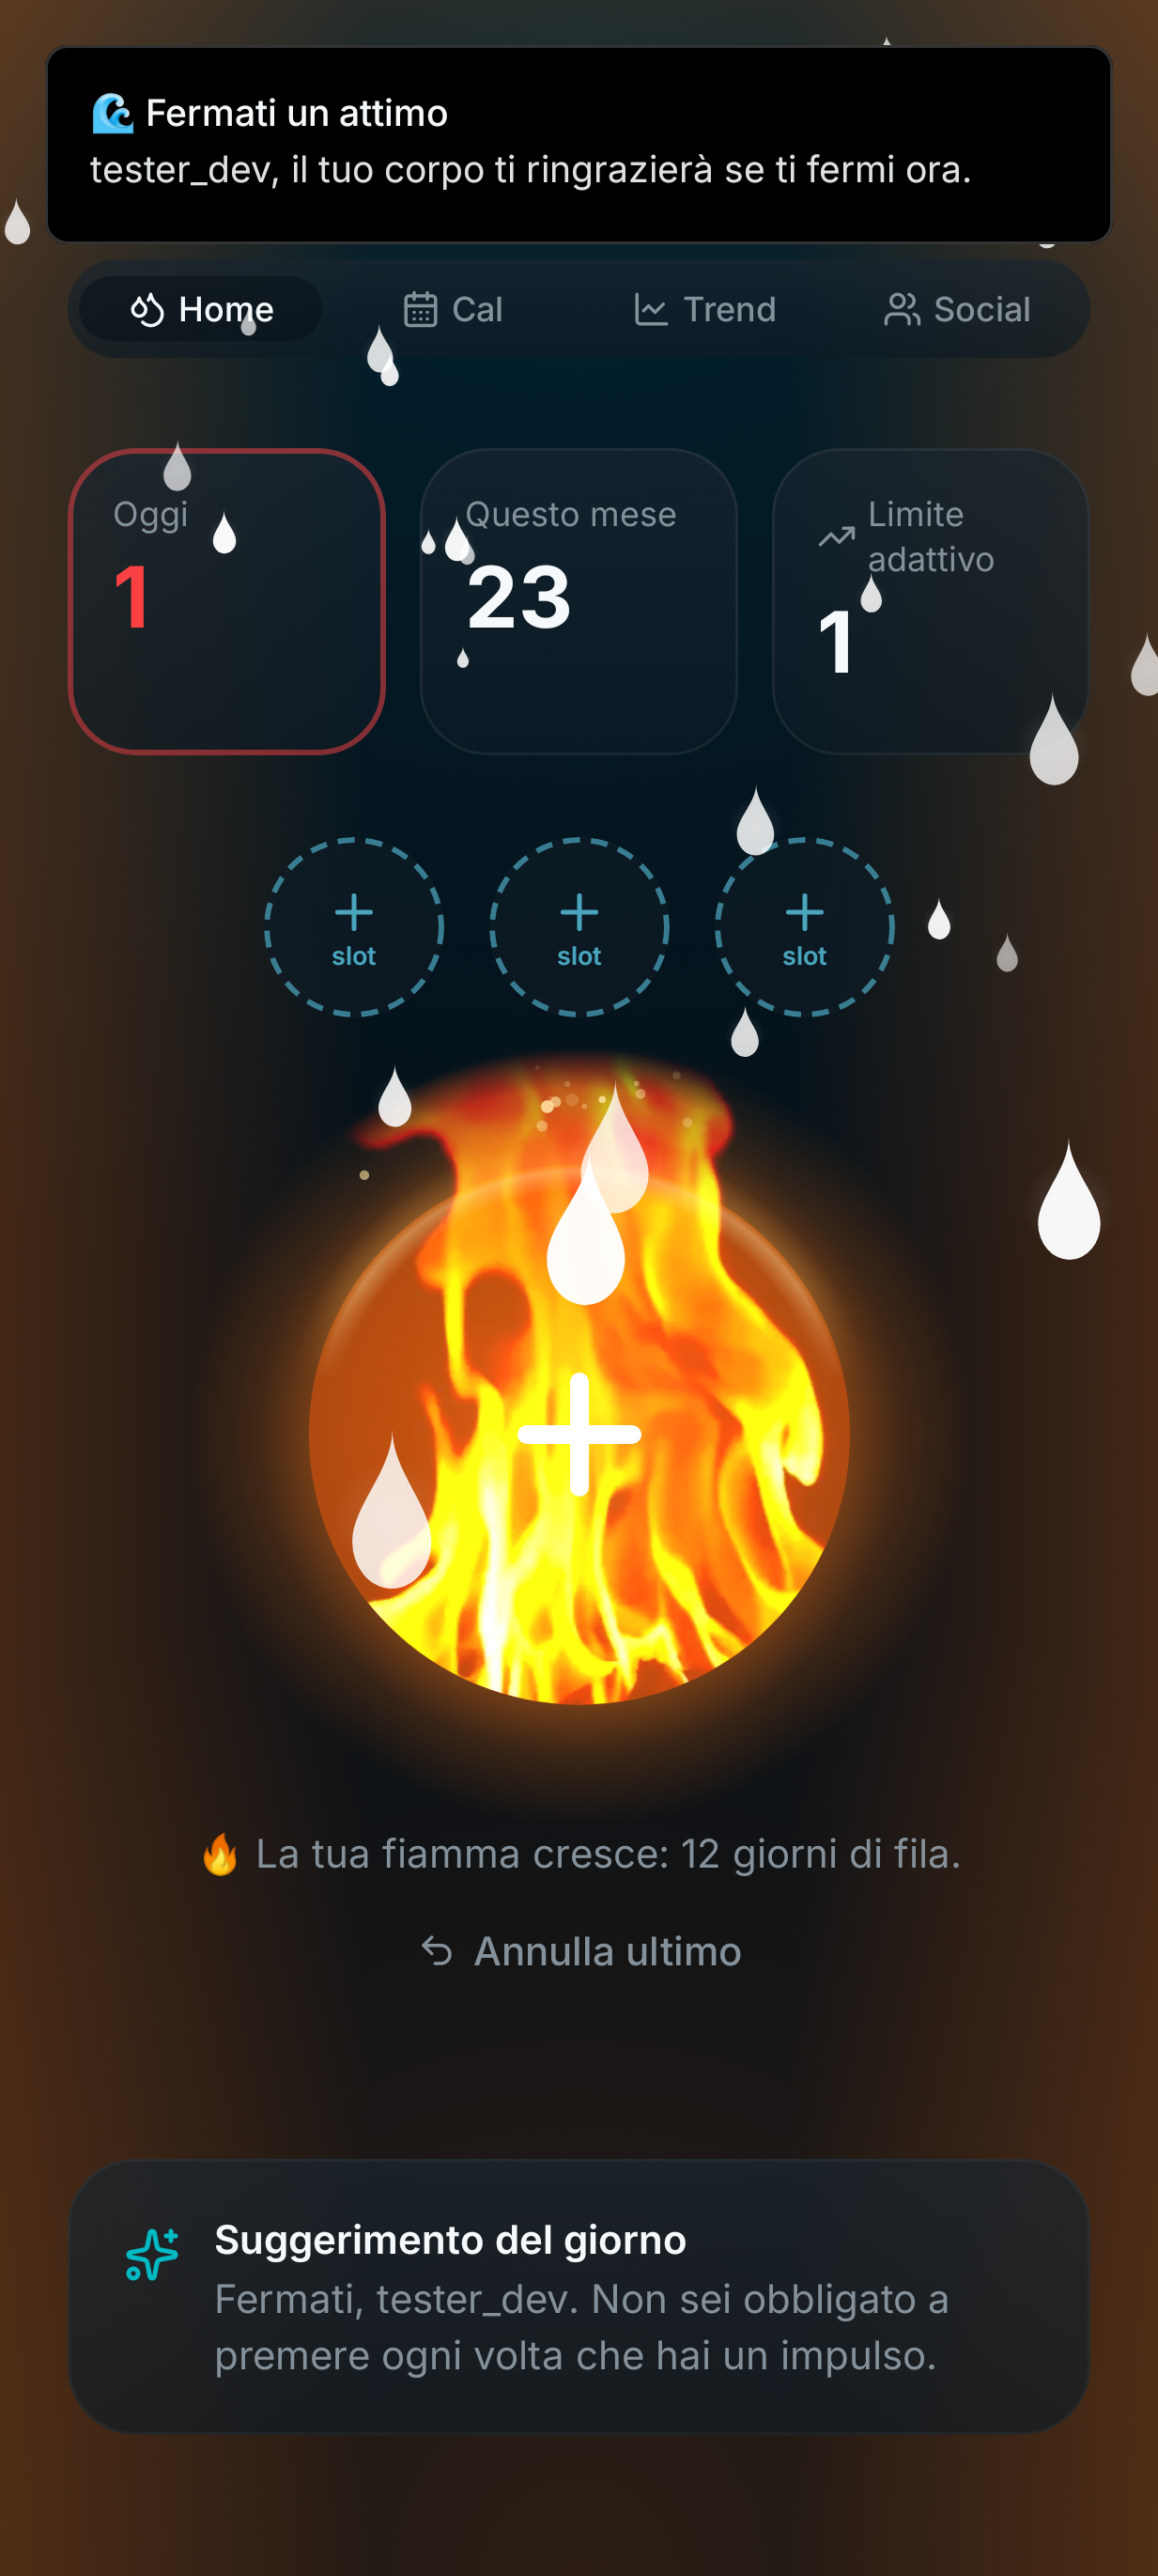 🌊 Fermati un attimo
tester_dev, il tuo corpo ti ringrazierà se ti fermi ora.
Home
Cal
Trend
Social
Oggi
1
Questo mese
23
Limite
adattivo
1
slot
slot
slot
🔥 La tua fiamma cresce: 12 giorni di fila.
Annulla ultimo
Suggerimento del giorno
Fermati, tester_dev. Non sei obbligato a
premere ogni volta che hai un impulso.